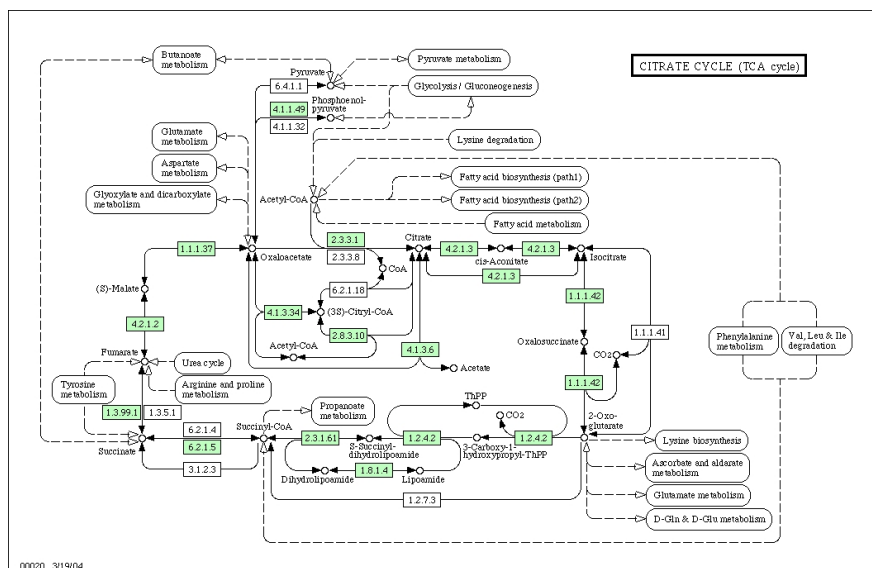 CITRATE CYCLE (TCA cycle)
Butanoate
metabolism
Pyruvate
Pyruvate metabolism
6.4.1.1
Glycolysis / Gluconeogenesis
Phosphoenol-
pyruvate
4.1.1.49
4.1.1.32
Glutamate
metabolism
Lysine degradation
Aspartate
metabolism
Fatty acid biosynthesis (path1)
Glyoxylate and dicarboxylate
metabolism
Acetyl-CoA
Fatty acid biosynthesis (path2)
Fatty acid metabolism
1.1.1.37
Oxaloacetate
2.3.3.1
2.3.3.8
Citrate
4.2.1.3
4.2.1.3
cis-Aconitate
4.2.1.3
Isocitrate
CoA
(S)-Malate
6.2.1.18
1.1.1.42
4.1.3.34
(3S)-Citryl-CoA
4.2.1.2
2.8.3.10
1.1.1.41
Oxalosuccinate
Phenylalanine
metabolism
Val, Leu & Ile
degradation
Acetyl-CoA
4.1.3.6
CO2
Fumarate
Urea cycle
Acetate
Tyrosine
metabolism
Arginine and proline
metabolism
1.1.1.42
1.3.99.1
1.3.5.1
Propanoate
metabolism
ThPP
CO2
6.2.1.4
Succinyl-CoA
2-Oxo-
glutarate
Succinate
6.2.1.5
2.3.1.61
S-Succinyl-
dihydrolipoamide
1.2.4.2
3-Carboxy-1-
hydroxypropyl-ThPP
1.2.4.2
Lysine biosynthesis
3.1.2.3
Dihydrolipoamide
1.8.1.4
Lipoamide
Ascorbate and aldarate
metabolism
1.2.7.3
Glutamate metabolism
D-Gln & D-Glu metabolism
00020 3/19/04